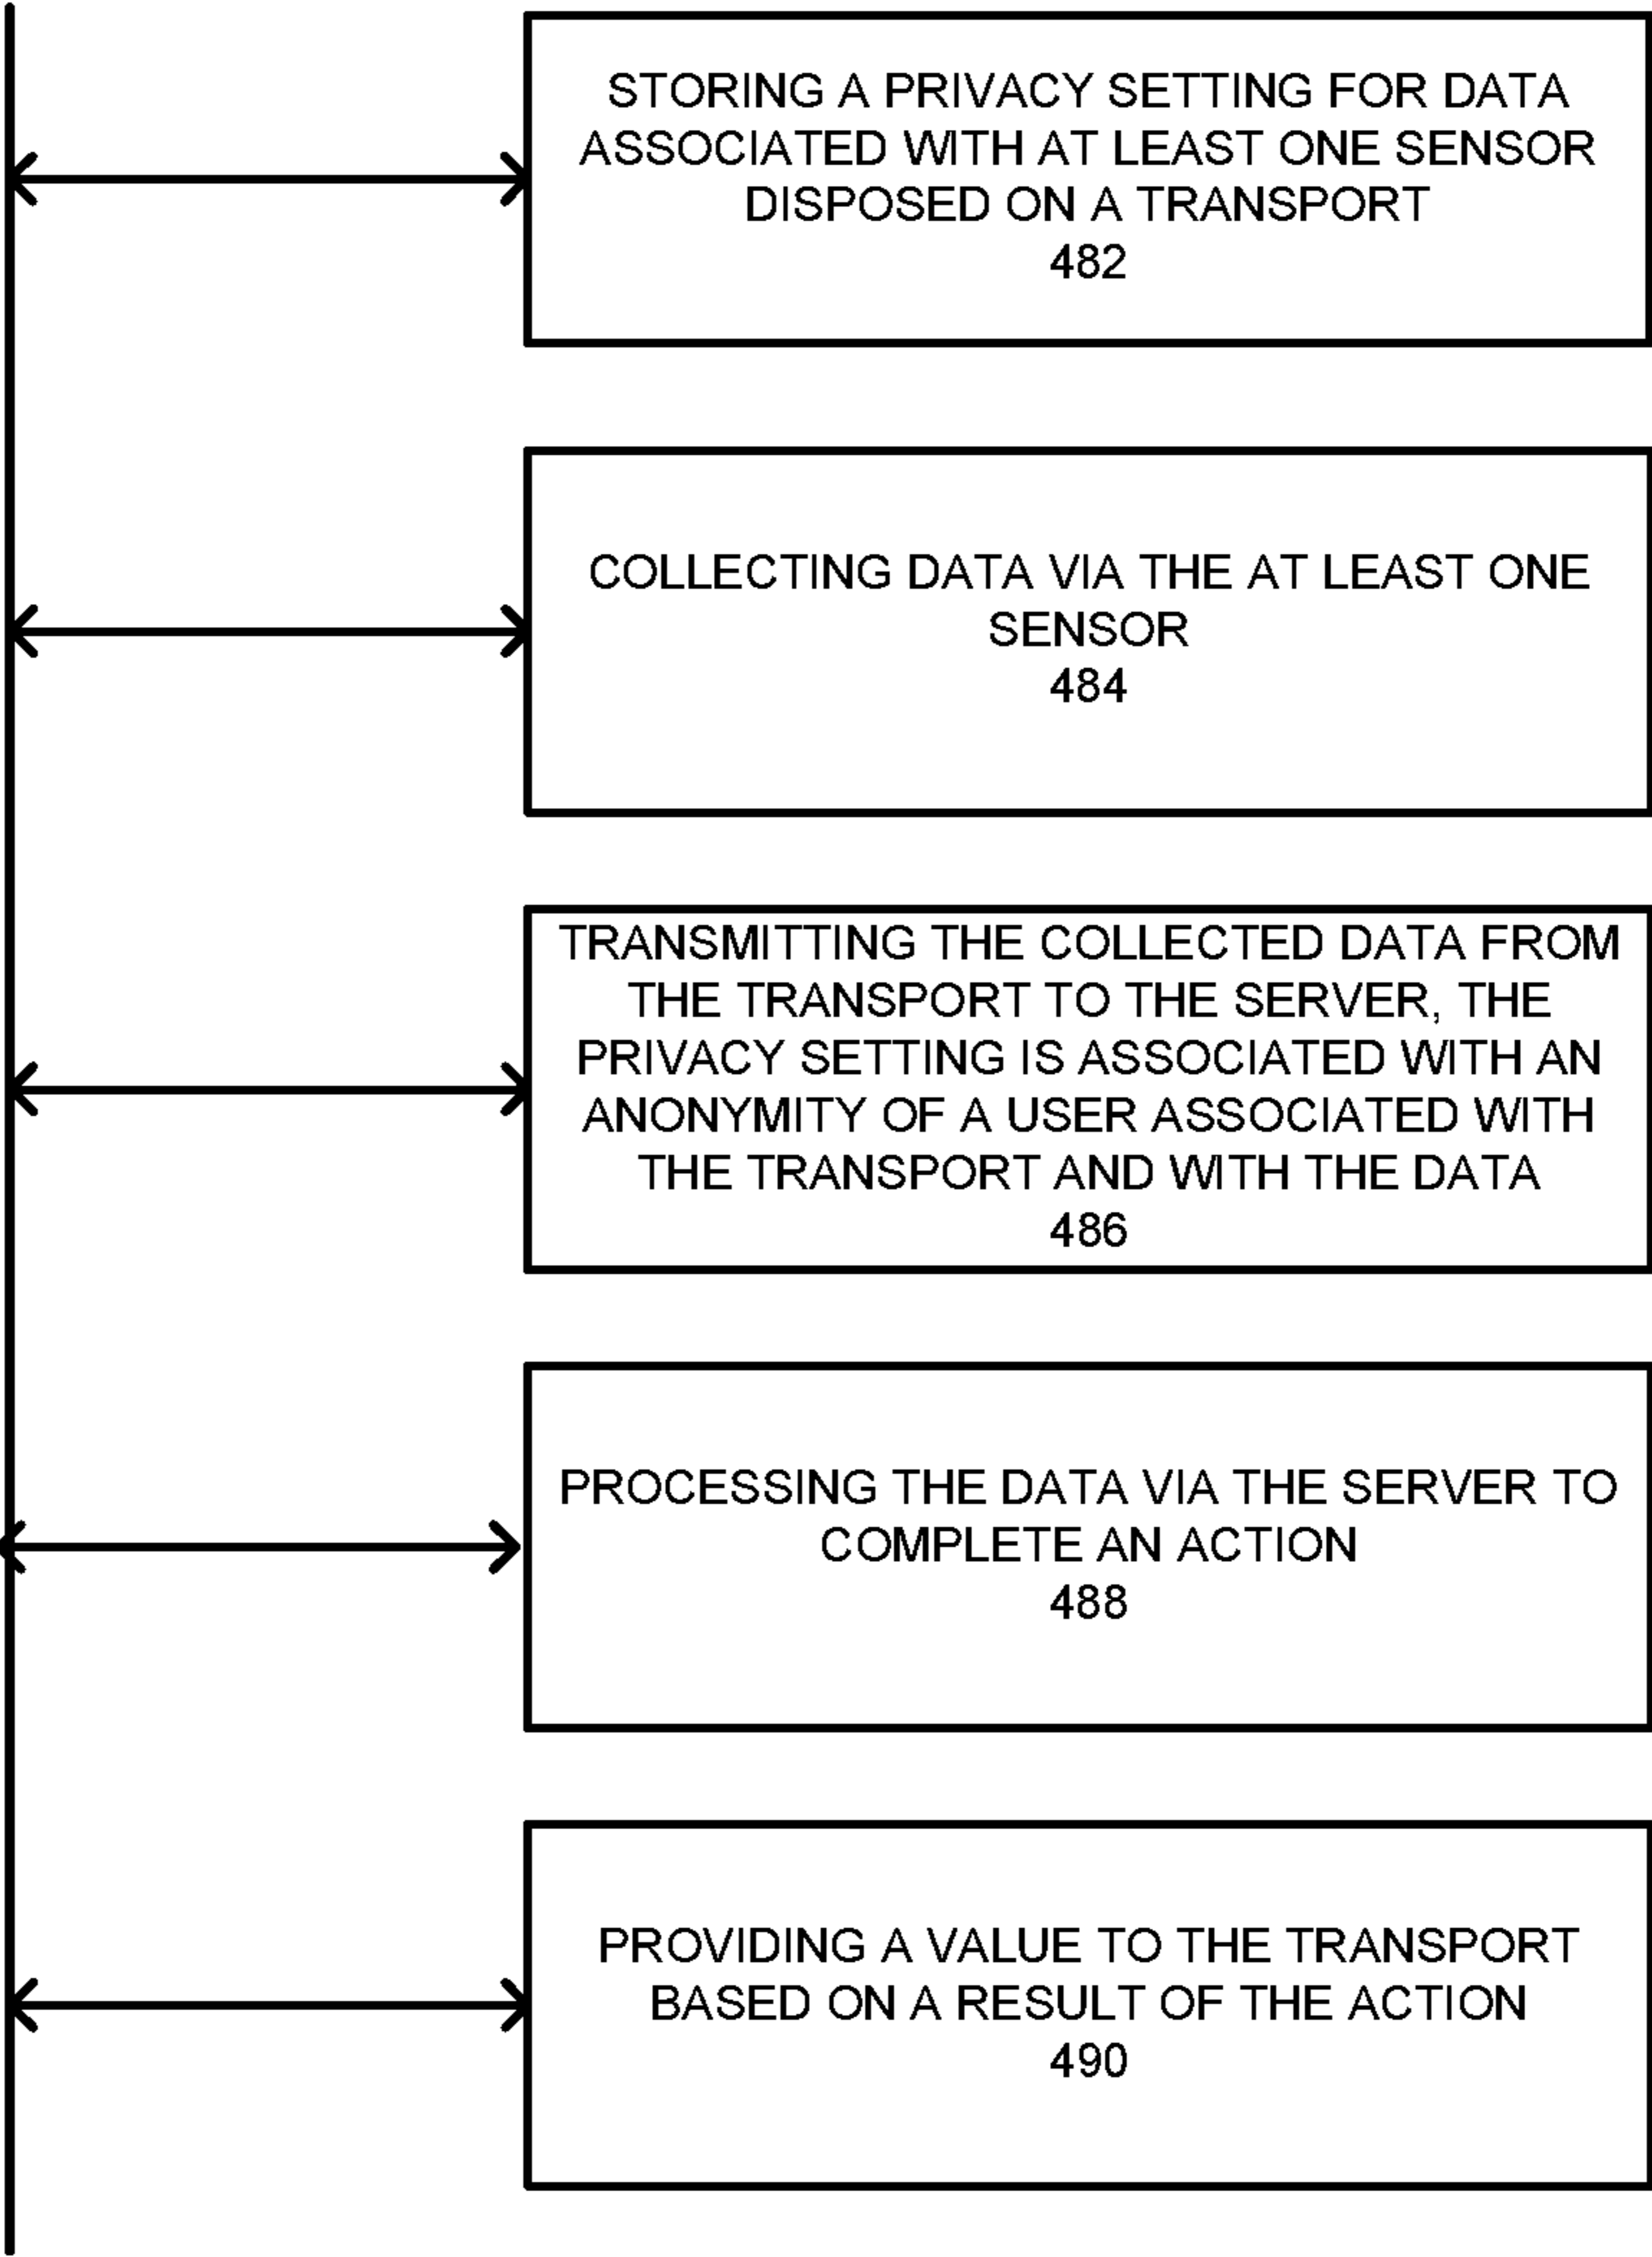 STORING A PRIVACY SETTING FOR DATA
ASSOCIATED WITH AT LEAST ONE SENSOR
DISPOSED ON A TRANSPORT
482
COLLECTING DATA VIA THE AT LEAST ONE
SENSOR
484
TRANSMITTING THE COLLECTED DATA FROM
THE TRANSPORT TO THE SERVER, THE
PRIVACY SETTING IS ASSOCIATED WITH AN
ANONYMITY OF A USER ASSOCIATED WITH
THE TRANSPORT AND WITH THE DATA
486
PROCESSING THE DATA VIA THE SERVER TO
COMPLETE AN ACTION
488
PROVIDING A VALUE TO THE TRANSPORT
BASED ON A RESULT OF THE ACTION
490